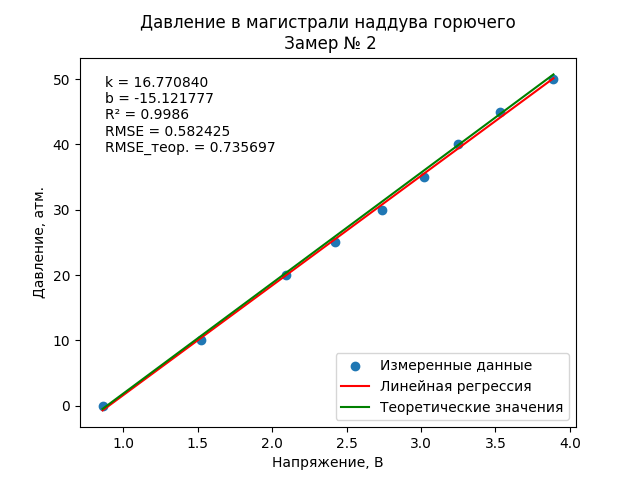 Давление в магистрали наддува горючего
Замер № 2
k = 16.770840
b = -15.121777
R² = 0.9986
RMSE = 0.582425
RMSE_теор. = 0.735697
Давление, атм.
50
40
30
20
10
0
1.0 1.5 2.0 2.5 3.0 3.5 4.0
Напряжение, В
Измеренные данные
Линейная регрессия
Теоретические значения